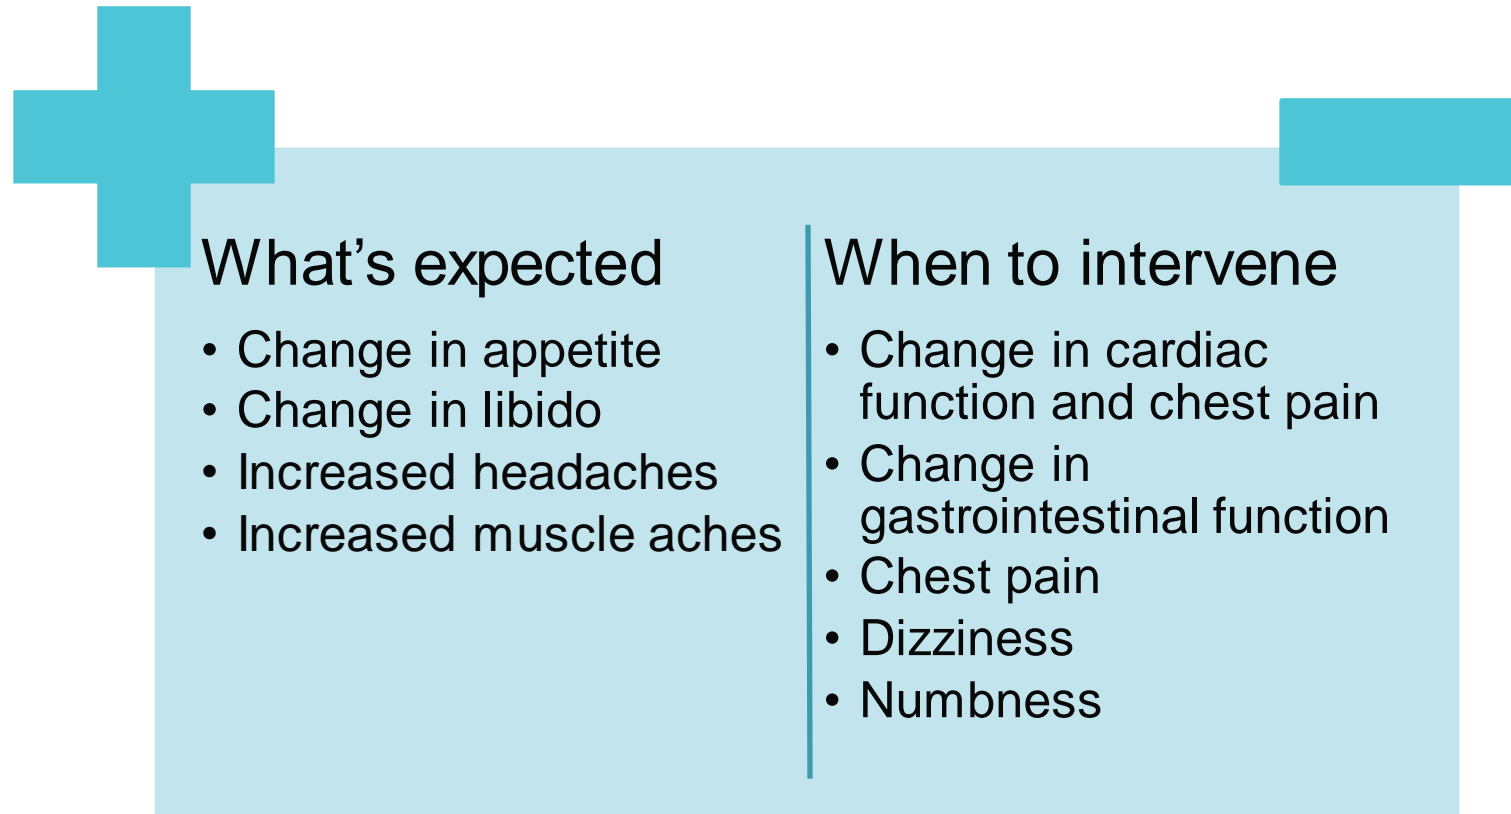 What’s expected
• Change in appetite
• Change in libido
• Increased headaches
• Increased muscle aches
When to intervene
• Change in cardiac
function and chest pain
• Change in
gastrointestinal function
• Chest pain
• Dizziness
• Numbness